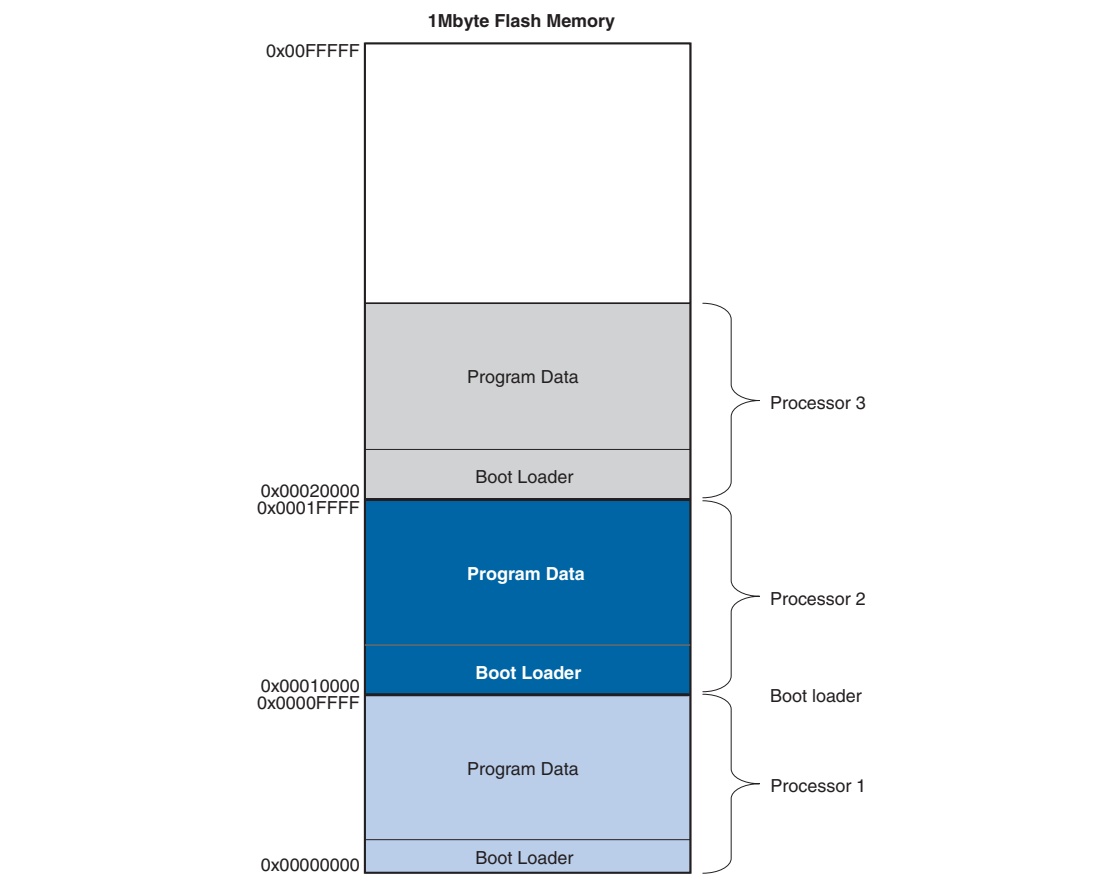 1Mbyte Flash Memory
0x00FFFFF
Program Data
Processor 3
Boot Loader
0x00020000
0x0001FFFF
Program Data
Processor 2
Boot Loader
0x00010000
Boot loader
0x0000FFFF
Program Data
Processor 1
Boot Loader
0x00000000